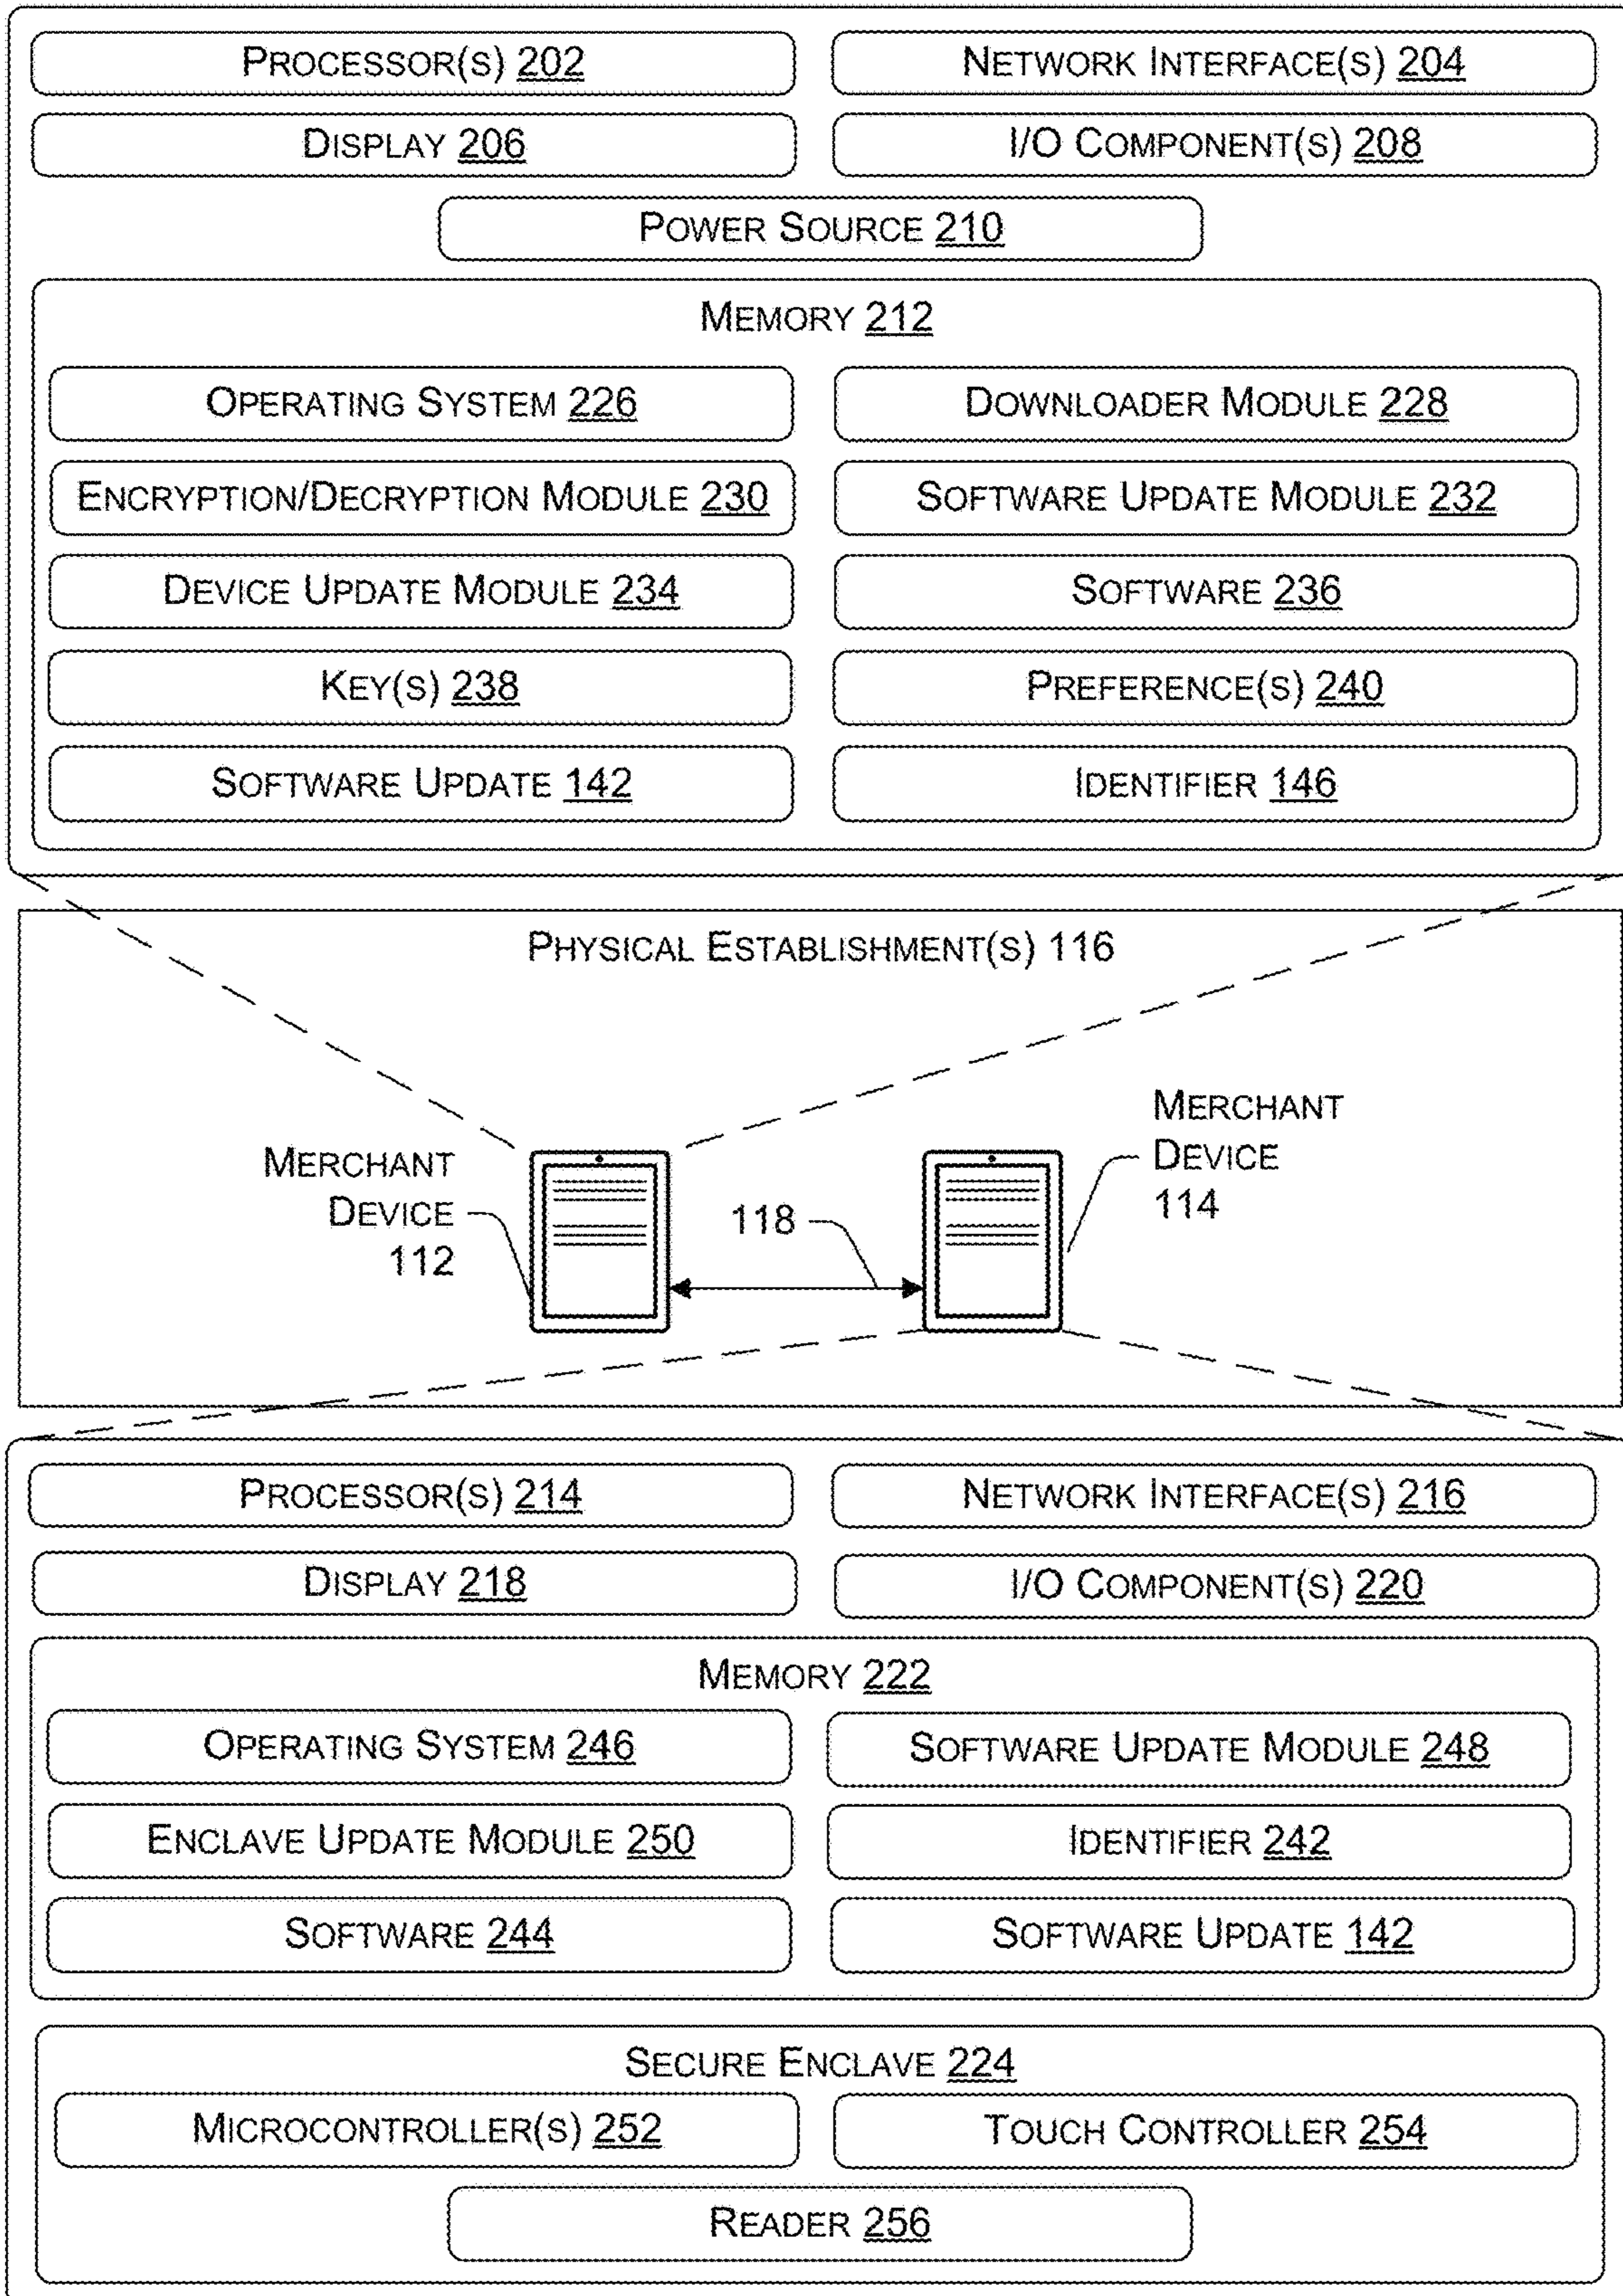 PROCESSOR(S) 202
NETWORK INTERFACE(S) 204
DISPLAY 206
I/O COMPONENT(S) 208
POWER SOURCE 210
MEMORY 212
OPERATING SYSTEM 226
DOWNLOADER MODULE 228
ENCRYPTION/DECRYPTION MODULE 230
SOFTWARE UPDATE MODULE 232
DEVICE UPDATE MODULE 234
SOFTWARE 236
KEY(S) 238
PREFERENCE(S) 240
SOFTWARE UPDATE 142
IDENTIFIER 146
PHYSICAL ESTABLISHMENT(S) 116
MERCHANT
DEVICE
112
118
MERCHANT
DEVICE
114
PROCESSOR(S) 214
NETWORK INTERFACE(S) 216
DISPLAY 218
I/O COMPONENT(S) 220
MEMORY 222
OPERATING SYSTEM 246
SOFTWARE UPDATE MODULE 248
ENCLAVE UPDATE MODULE 250
IDENTIFIER 242
SOFTWARE 244
SOFTWARE UPDATE 142
SECURE ENCLAVE 224
MICROCONTROLLER(S) 252
TOUCH CONTROLLER 254
READER 256